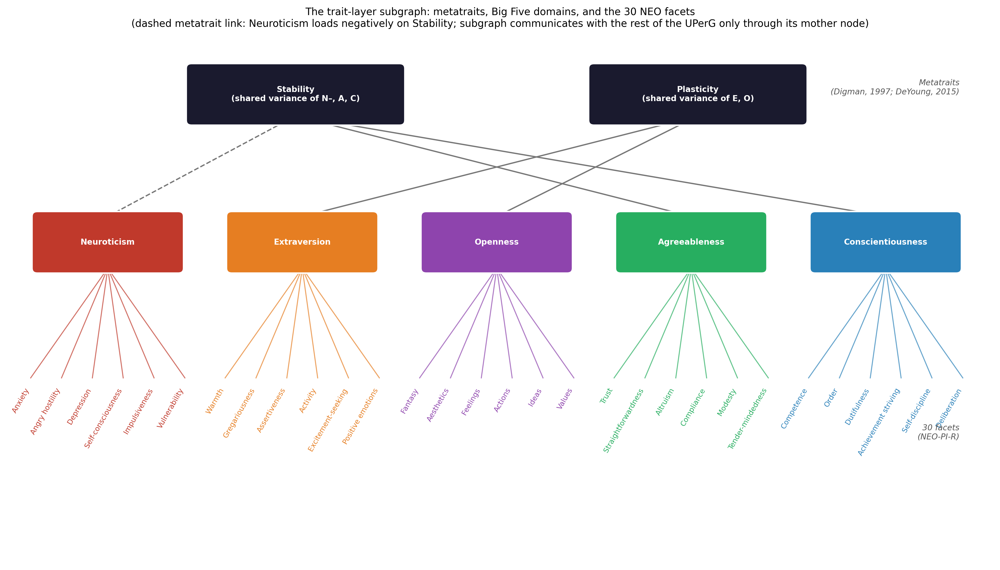 The trait-layer subgraph: metatraits, Big Five domains, and the 30 NEO facets
(dashed metatrait link: Neuroticism loads negatively on Stability; subgraph communicates with the rest of the UPerG only through its mother node)
Stability
(shared variance of N–, A, C)
Plasticity
(shared variance of E, O)
Metatraits
(Digman, 1997; DeYoung, 2015)
Neuroticism
Extraversion
Openness
Agreeableness
Conscientiousness
Anxiety
Angry hostility
Depression
Self-consciousness
Impulsiveness
Vulnerability
Warmth
Gregariousness
Assertiveness
Activity
Excitement-seeking
Positive emotions
Fantasy
Aesthetics
Feelings
Actions
Ideas
Values
Trust
Straightforwardness
Altruism
Compliance
Modesty
Tender-mindedness
Competence
Order
Dutifulness
Achievement striving
Self-discipline
Deliberation
30 facets
(NEO-PI-R)